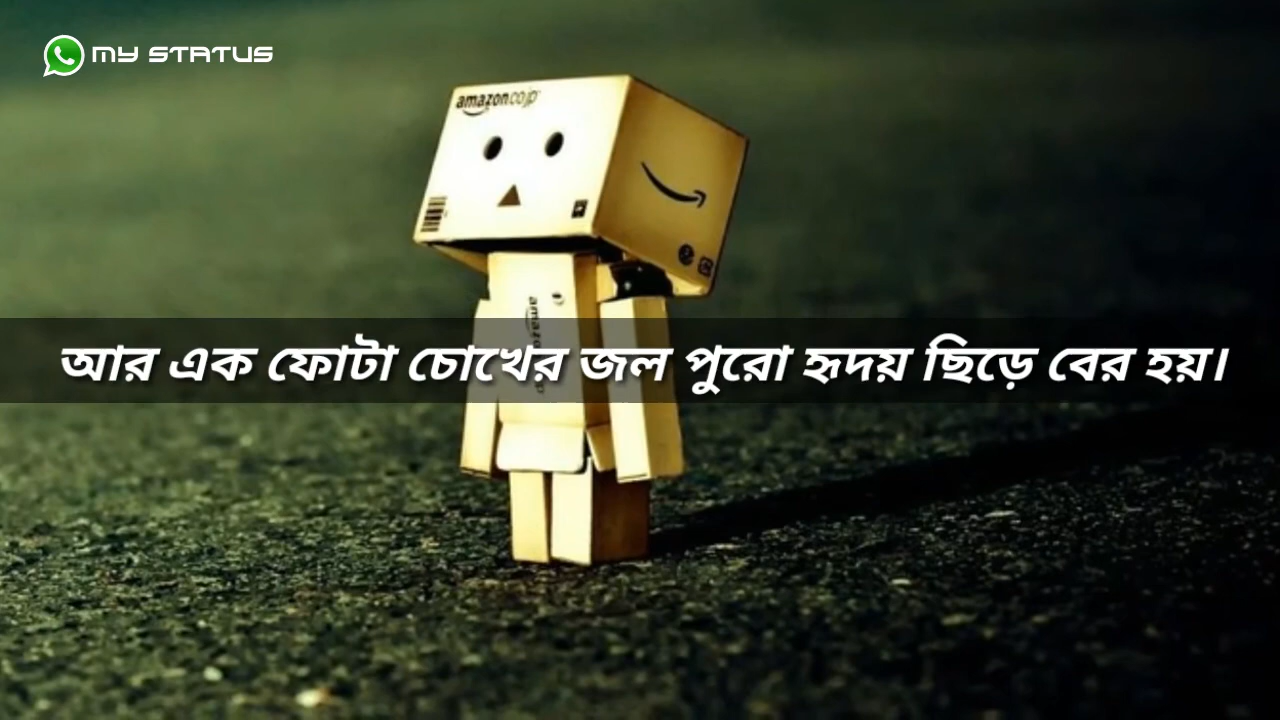 MY STATUS
amazon.co.jp
আর এক ফোটা চোখের জল পুরো হৃদয় ছিড়ে বের হয়।